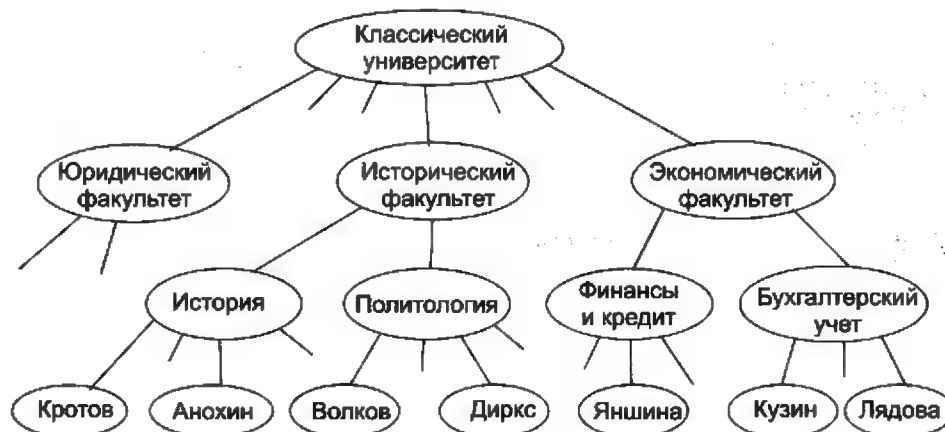 Классический
университет
Юридический
факультет
Исторический
факультет
Экономический
факультет
История
Политология
Финансы
и кредит
Бухгалтерский
учет
Кротов
Анохин
Волков
Диркс
Яншина
Кузин
Лядова